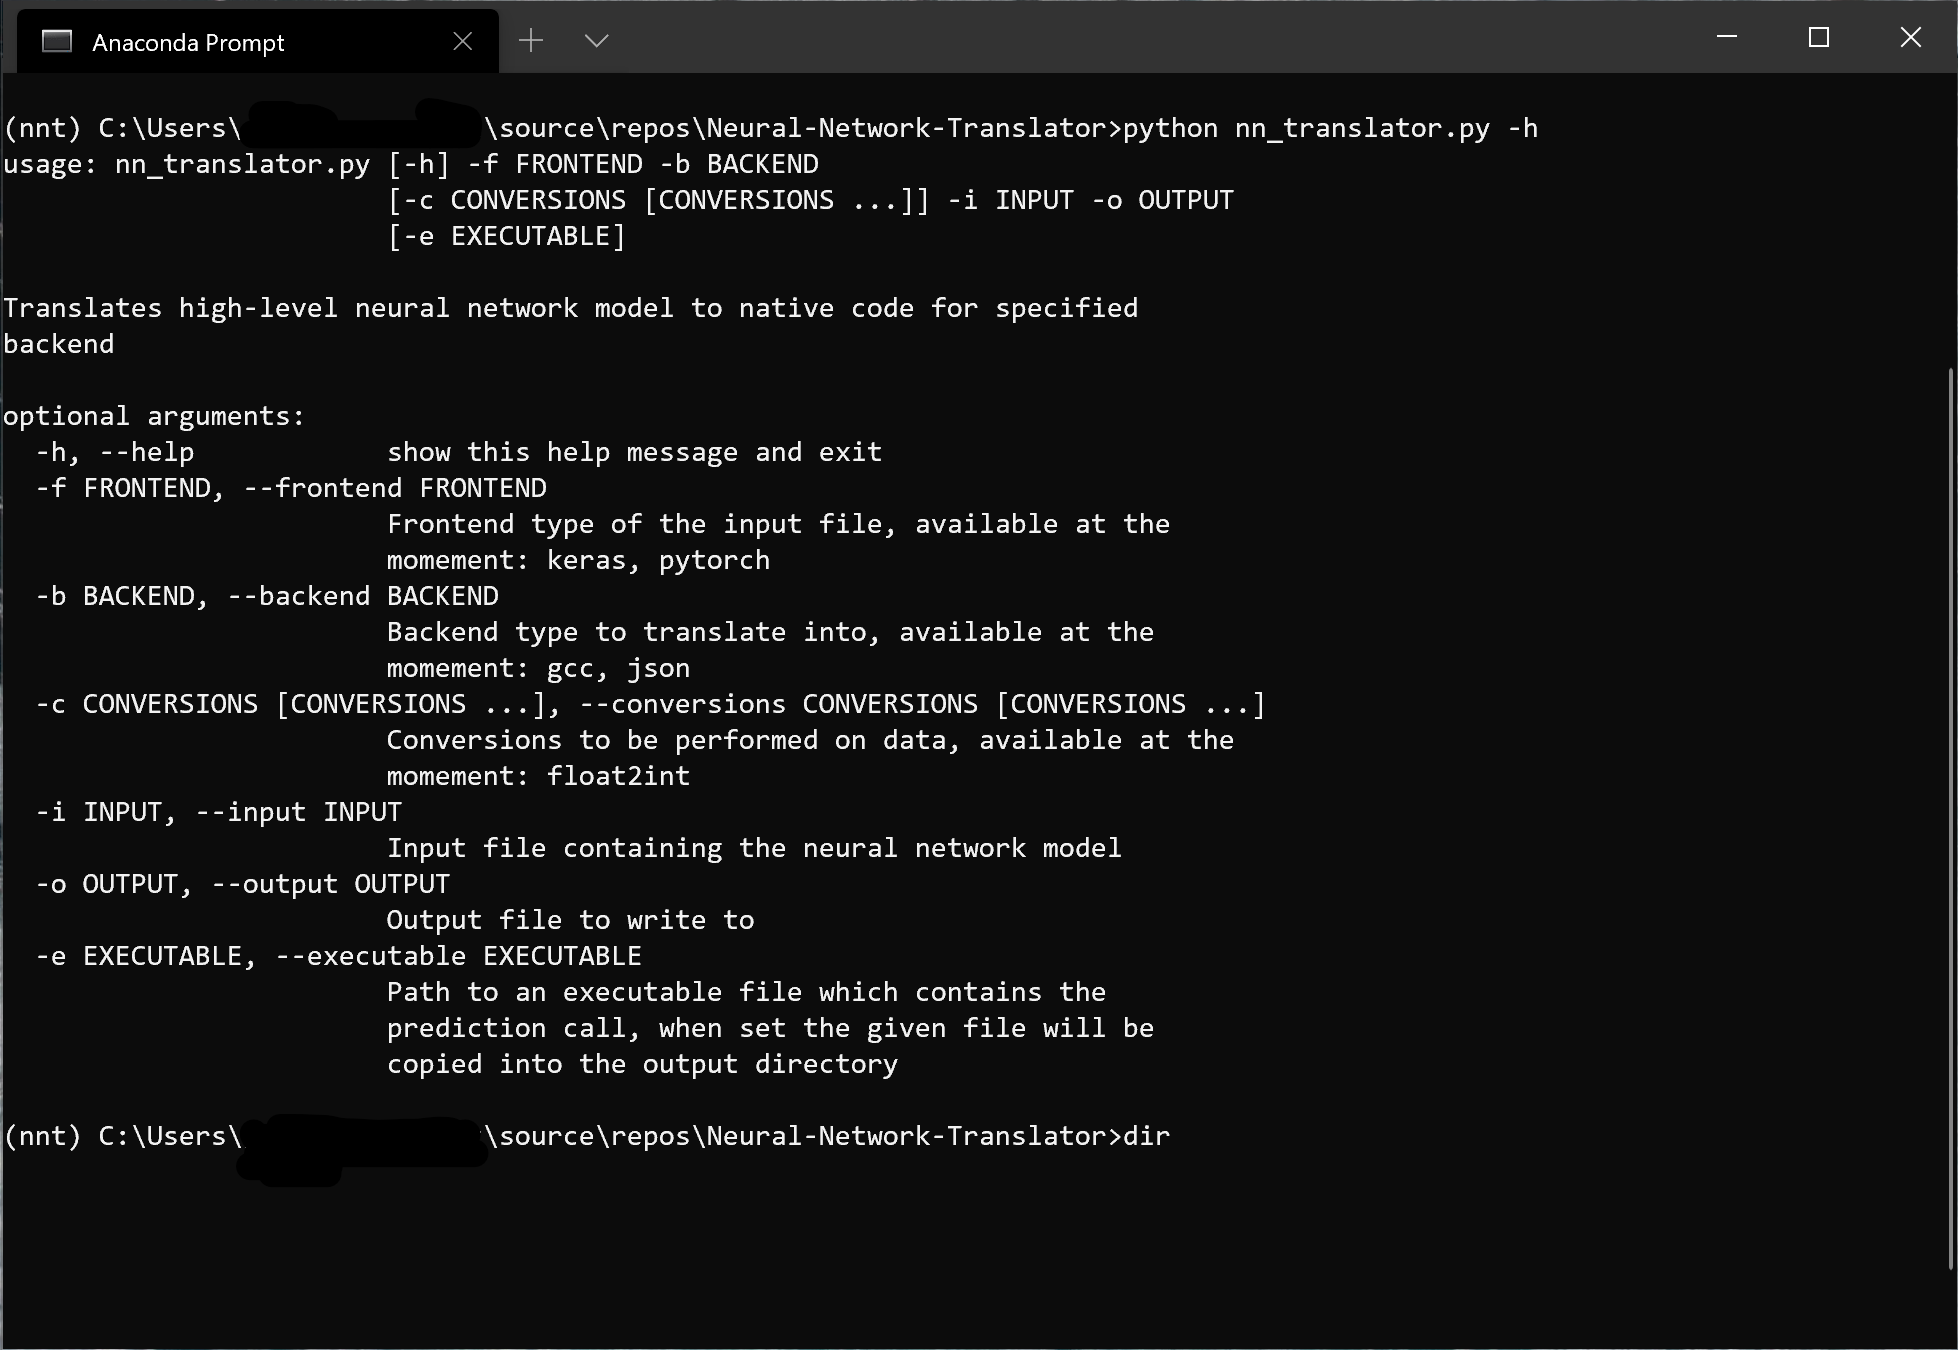 Anaconda Prompt
(nnt) C:\Users\ \source\repos\Neural-Network-Translator>python nn_translator.py -h
usage: nn_translator.py [-h] -f FRONTEND -b BACKEND
[-c CONVERSIONS [CONVERSIONS ...]] -i INPUT -o OUTPUT
[-e EXECUTABLE]
Translates high-level neural network model to native code for specified
backend
optional arguments:
-h, --help show this help message and exit
-f FRONTEND, --frontend FRONTEND
Frontend type of the input file, available at the
momement: keras, pytorch
-b BACKEND, --backend BACKEND
Backend type to translate into, available at the
momement: gcc, json
-c CONVERSIONS [CONVERSIONS ...], --conversions CONVERSIONS [CONVERSIONS ...]
Conversions to be performed on data, available at the
momement: float2int
-i INPUT, --input INPUT
Input file containing the neural network model
-o OUTPUT, --output OUTPUT
Output file to write to
-e EXECUTABLE, --executable EXECUTABLE
Path to an executable file which contains the
prediction call, when set the given file will be
copied into the output directory
(nnt) C:\Users\ \source\repos\Neural-Network-Translator>dir